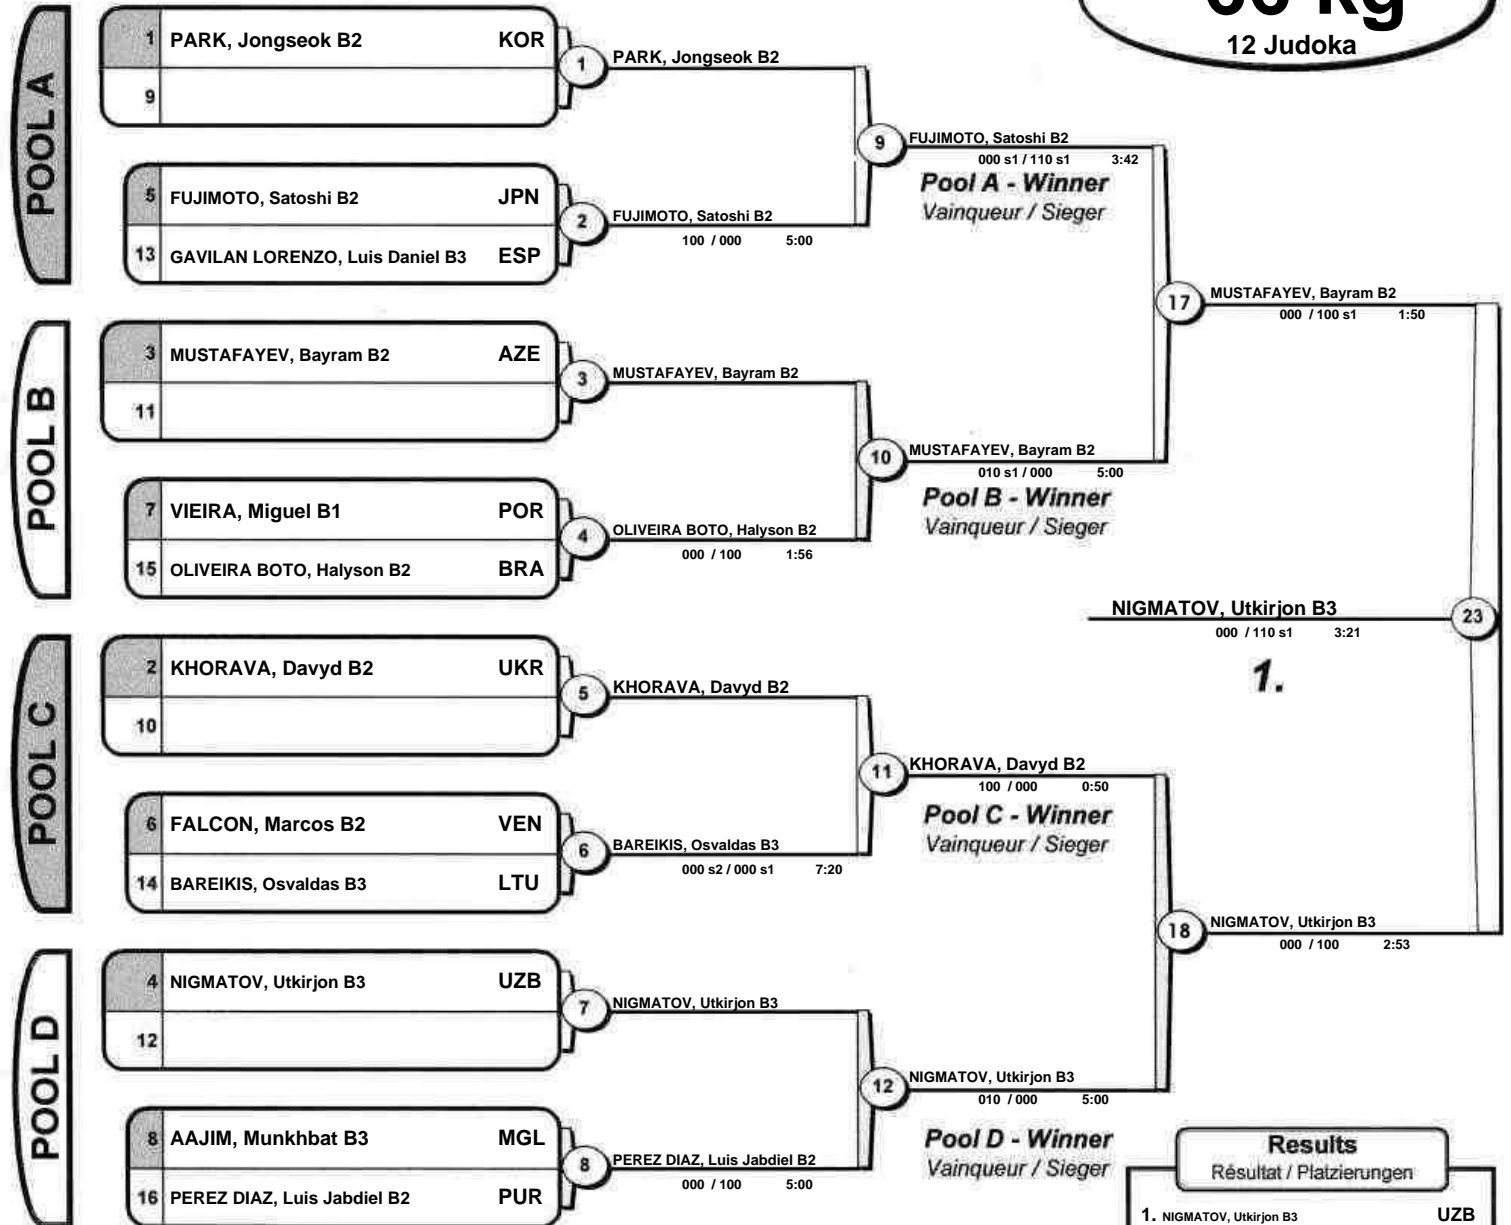 kg
12 Judoka
POOL A
1 PARK, Jongseok B2 KOR
9
1
PARK, Jongseok B2
5 FUJIMOTO, Satoshi B2 JPN
13 GAVILAN LORENZO, Luis Daniel B3 ESP
2
FUJIMOTO, Satoshi B2
100 / 000 5:00
9
FUJIMOTO, Satoshi B2
000 s1 / 110 s1 3:42
Pool A - Winner
Vainqueur / Sieger
POOL B
3 MUSTAFAYEV, Bayram B2 AZE
11
3
MUSTAFAYEV, Bayram B2
7 VIEIRA, Miguel B1 POR
15 OLIVEIRA BOTO, Halyson B2 BRA
4
OLIVEIRA BOTO, Halyson B2
000 / 100 1:56
10
MUSTAFAYEV, Bayram B2
010 s1 / 000 5:00
Pool B - Winner
Vainqueur / Sieger
17
MUSTAFAYEV, Bayram B2
000 / 100 s1 1:50
POOL C
2 KHORAVA, Davyd B2 UKR
10
5
KHORAVA, Davyd B2
6 FALCON, Marcos B2 VEN
14 BAREIKIS, Osvaldas B3 LTU
6
BAREIKIS, Osvaldas B3
000 s2 / 000 s1 7:20
11
KHORAVA, Davyd B2
100 / 000 0:50
Pool C - Winner
Vainqueur / Sieger
POOL D
4 NIGMATOV, Utkirjon B3 UZB
12
7
NIGMATOV, Utkirjon B3
8 AAJIM, Munkhbat B3 MGL
16 PEREZ DIAZ, Luis Jabdiel B2 PUR
8
PEREZ DIAZ, Luis Jabdiel B2
000 / 100 5:00
12
NIGMATOV, Utkirjon B3
010 / 000 5:00
Pool D - Winner
Vainqueur / Sieger
18
NIGMATOV, Utkirjon B3
000 / 100 2:53
23
NIGMATOV, Utkirjon B3
000 / 110 s1 3:21
1.
Results
Résultat / Platzierungen
1. NIGMATOV, Utkirjon B3 UZB